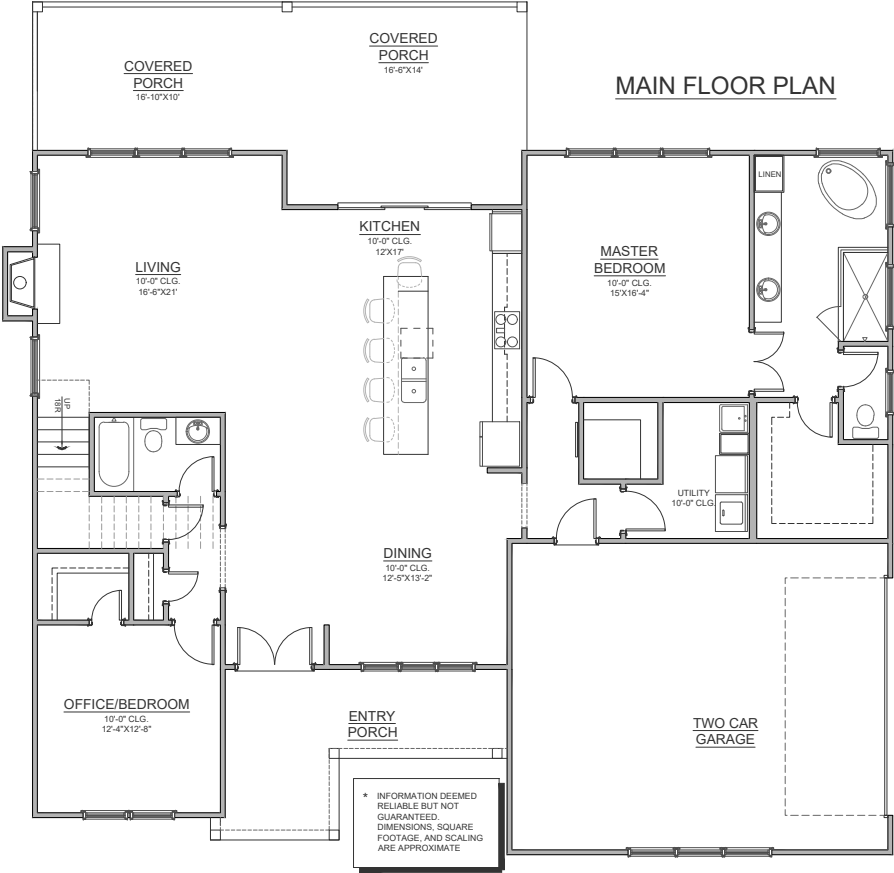 COVERED
PORCH
16'-6"X14'
COVERED
PORCH
16'-10"X10'
MAIN FLOOR PLAN
LINEN
KITCHEN
10'-0" CLG.
12'X17'
MASTER
BEDROOM
10'-0" CLG.
15'X16'-4"
LIVING
10'-0" CLG.
16'-6"X21'
UP
18R
UTILITY
10'-0" CLG.
DINING
10'-0" CLG.
12'-5"X13'-2"
OFFICE/BEDROOM
10'-0" CLG.
12'-4"X12'-8"
ENTRY
PORCH
TWO CAR
GARAGE
* INFORMATION DEEMED
RELIABLE BUT NOT
GUARANTEED.
DIMENSIONS, SQUARE
FOOTAGE, AND SCALING
ARE APPROXIMATE